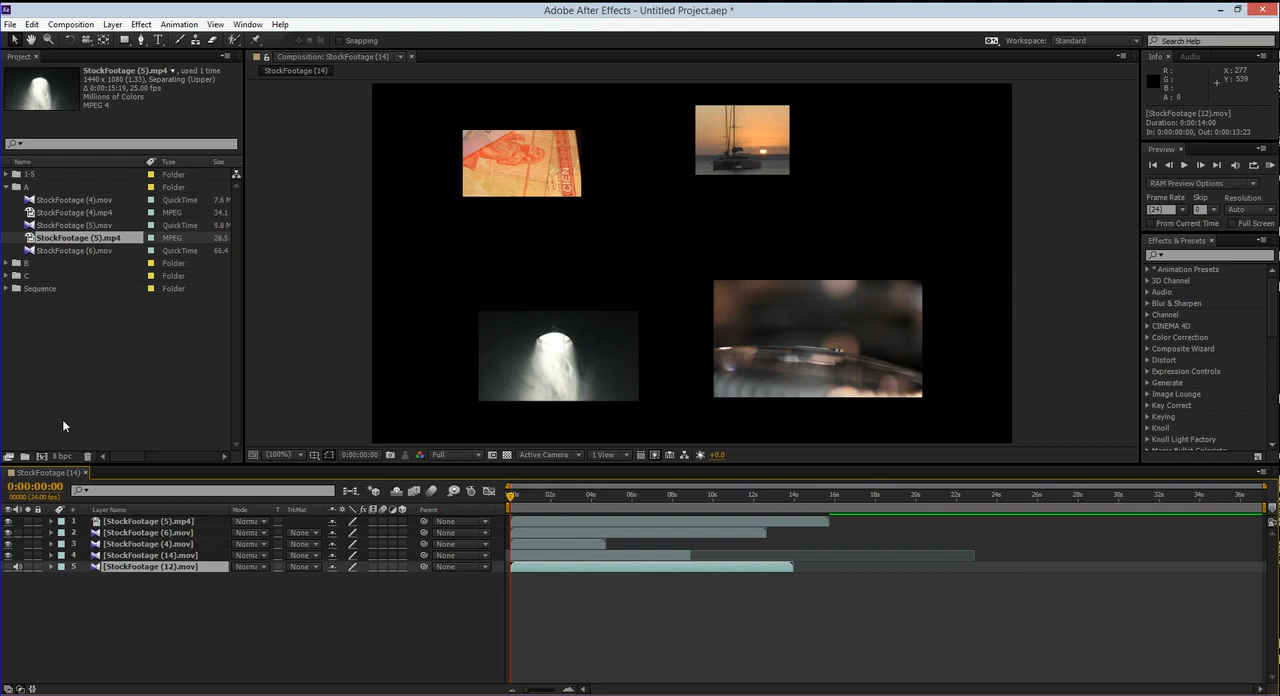 Ae
Adobe After Effects - Untitled Project.aep *
File Edit Composition Layer Effect Animation View Window Help
Snapping
Workspace: Standard
Search Help
Project ×
StockFootage (5).mp4 ▾, used 1 time
1440 x 1080 (1.33), Separating (Upper)
Δ 0:00:15:19, 25.00 fps
Millions of Colors
MPEG 4
Name Type Size
1-5 Folder
A Folder
StockFootage (4).mov QuickTime 7.6 M
StockFootage (4).mp4 MPEG 34.1
StockFootage (5).mov QuickTime 9.8 M
StockFootage (5).mp4 MPEG 28.5
StockFootage (6).mov QuickTime 66.4
B Folder
C Folder
Sequence Folder
8 bpc
Composition: StockFootage (14)
StockFootage (14)
(100%) 0:00:00:00 Full Active Camera 1 View +0.0
Info × Audio
R :
G :
B :
A : 0
X : 277
Y : 539
[StockFootage (12).mov]
Duration: 0:00:14:00
In: 0:00:00:00, Out: 0:00:13:23
Preview ×
RAM Preview Options
Frame Rate Skip Resolution
(24) 0 Auto
From Current Time Full Screen
Effects & Presets ×
* Animation Presets
3D Channel
Audio
Blur & Sharpen
Channel
CINEMA 4D
Color Correction
Composite Wizard
Distort
Expression Controls
Generate
Image Lounge
Key Correct
Keying
Knoll
Knoll Light Factory
StockFootage (14) ×
0:00:00:00
00000 (24.00 fps)
02s 04s 06s 08s 10s 12s 14s 16s 18s 20s 22s 24s 26s 28s 30s 32s 34s 36s
# Layer Name Mode T TrkMat Parent
1 [StockFootage (5).mp4] Norma None
2 [StockFootage (6).mov] Norma None None
3 [StockFootage (4).mov] Norma None None
4 [StockFootage (14).mov] Norma None None
5 [StockFootage (12).mov] Norma None None